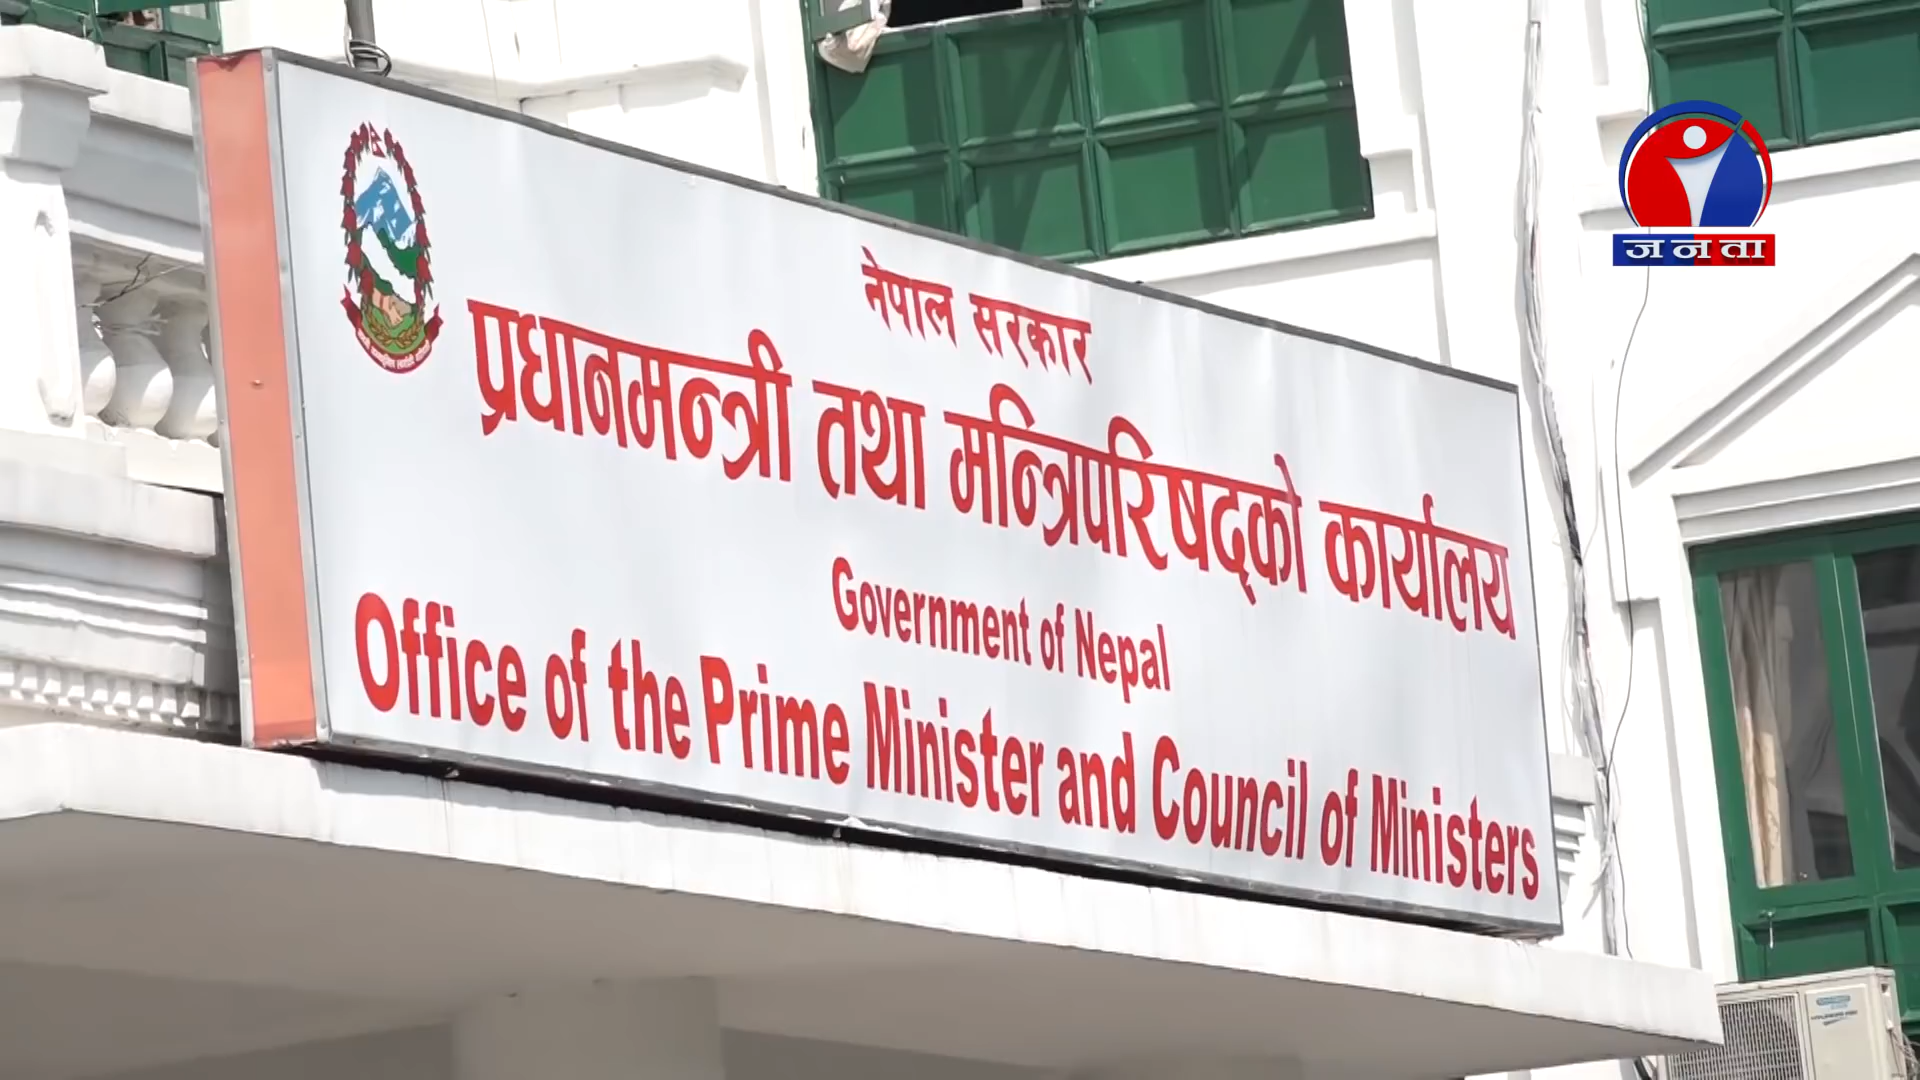 नेपाल सरकार
प्रधानमन्त्री तथा मन्त्रिपरिषद्को कार्यालय
Government of Nepal
Office of the Prime Minister and Council of Ministers
जनता